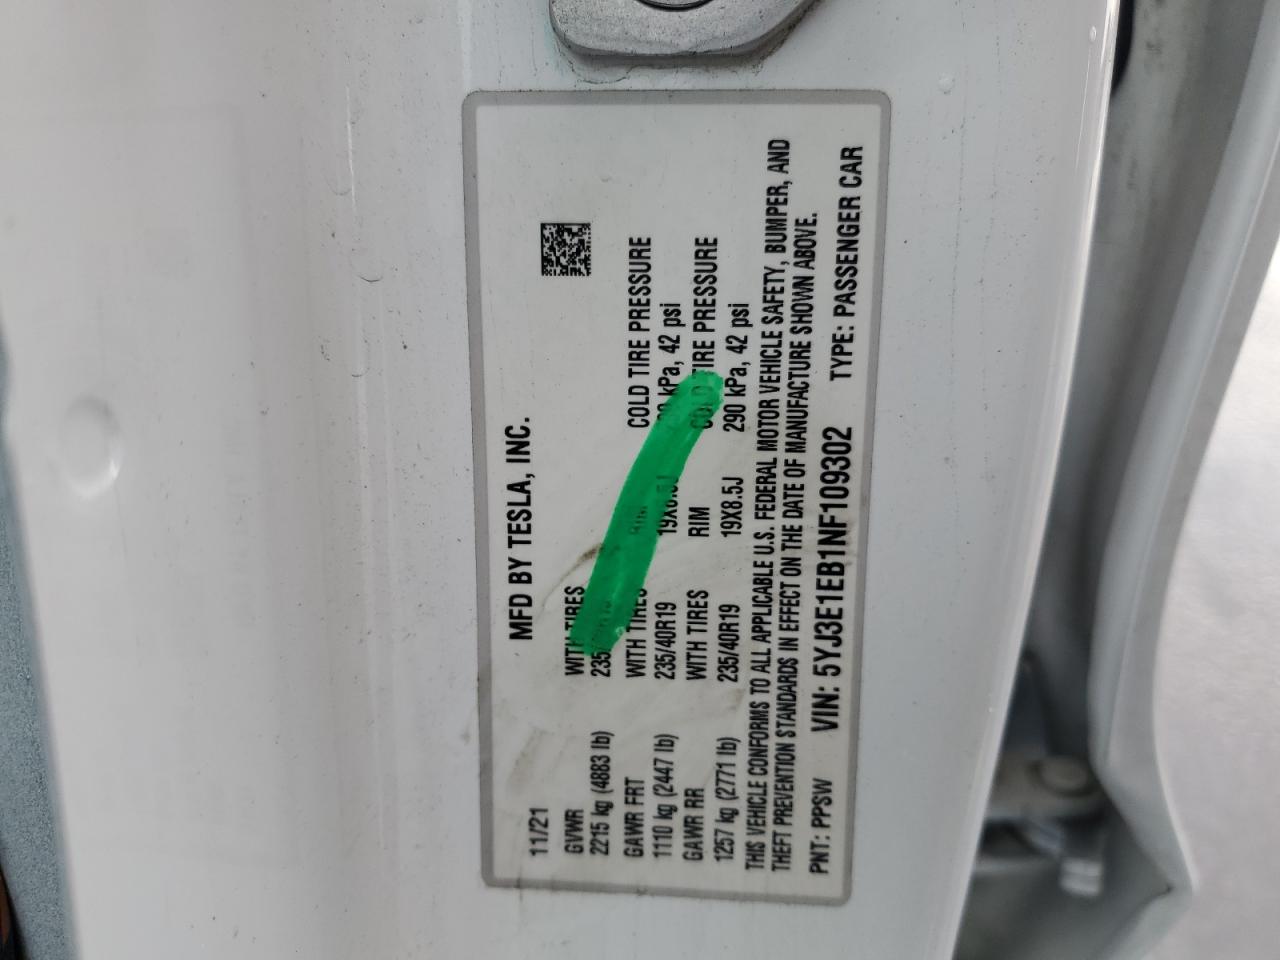 MFD BY TESLA, INC.
11/21
GVWR WITH TIRES
2215 kg (4883 lb)
GAWR FRT WITH TIRES RIM COLD TIRE PRESSURE
1110 kg (2447 lb) 235/40R19 19X8.5J kPa, 42 psi
GAWR RR WITH TIRES RIM COLD TIRE PRESSURE
1257 kg (2771 lb) 235/40R19 19X8.5J 290 kPa, 42 psi
THIS VEHICLE CONFORMS TO ALL APPLICABLE U.S. FEDERAL MOTOR VEHICLE SAFETY, BUMPER, AND
THEFT PREVENTION STANDARDS IN EFFECT ON THE DATE OF MANUFACTURE SHOWN ABOVE.
PNT: PPSW VIN: 5YJ3E1EB1NF109302 TYPE: PASSENGER CAR